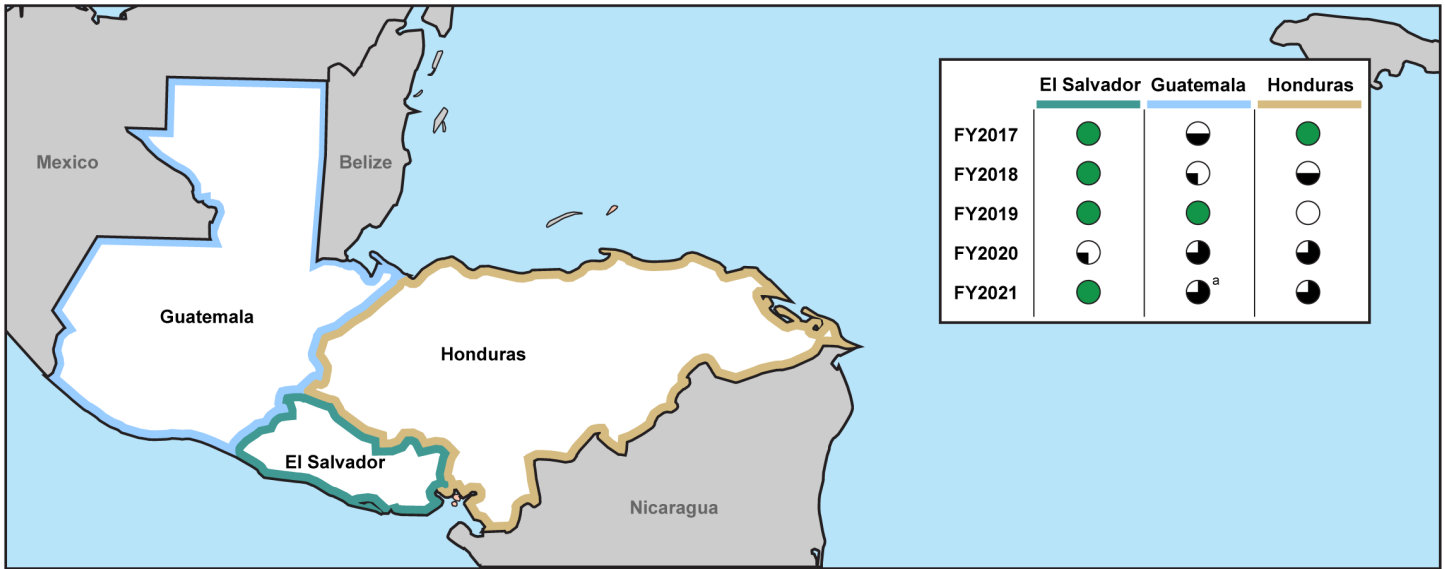 El Salvador Guatemala Honduras
FY2017
FY2018
FY2019
FY2020
FY2021 a
Mexico
Belize
Guatemala
Honduras
El Salvador
Nicaragua